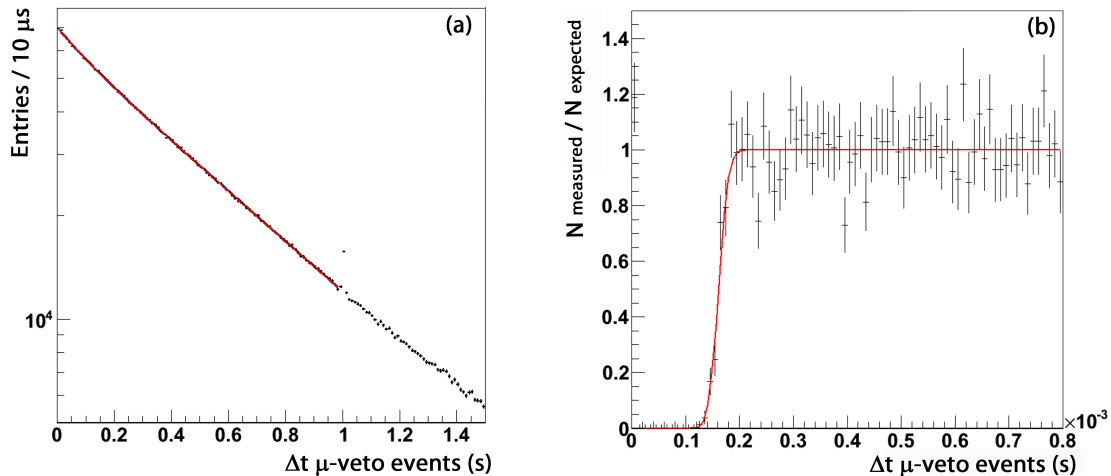 (a)
Entries / 10 μs
10⁴
0 0.2 0.4 0.6 0.8 1 1.2 1.4
Δt μ-veto events (s)
(b)
N measured / N expected
1.4
1.2
1
0.8
0.6
0.4
0.2
0
0 0.1 0.2 0.3 0.4 0.5 0.6 0.7 0.8
×10⁻³
Δt μ-veto events (s)